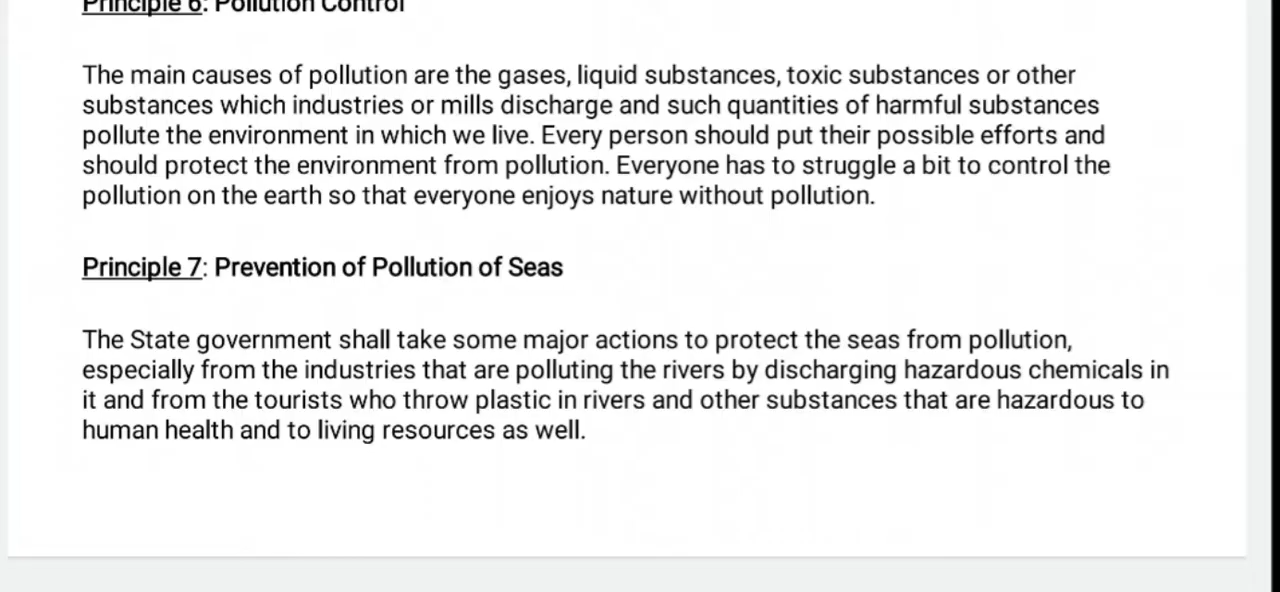 Principle 6: Pollution Control
The main causes of pollution are the gases, liquid substances, toxic substances or other
substances which industries or mills discharge and such quantities of harmful substances
pollute the environment in which we live. Every person should put their possible efforts and
should protect the environment from pollution. Everyone has to struggle a bit to control the
pollution on the earth so that everyone enjoys nature without pollution.
Principle 7: Prevention of Pollution of Seas
The State government shall take some major actions to protect the seas from pollution,
especially from the industries that are polluting the rivers by discharging hazardous chemicals in
it and from the tourists who throw plastic in rivers and other substances that are hazardous to
human health and to living resources as well.